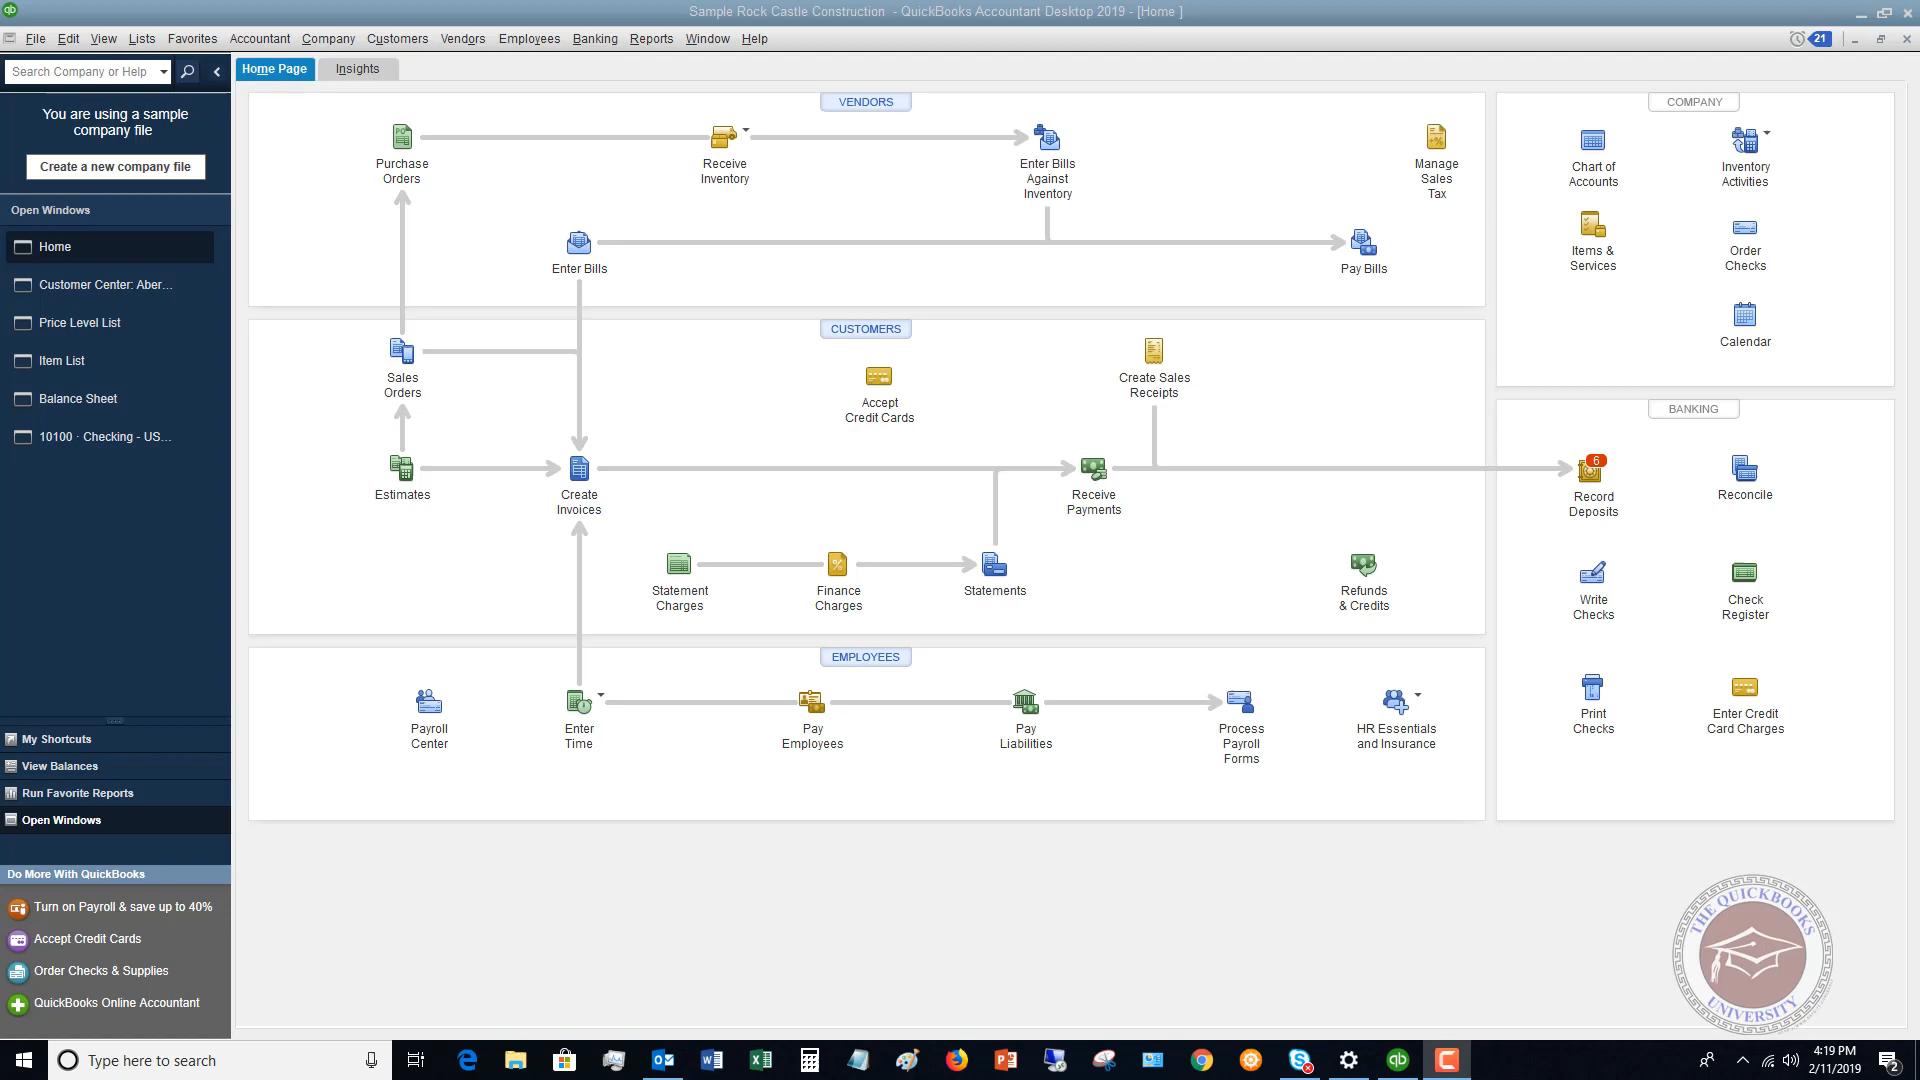 Sample Rock Castle Construction - QuickBooks Accountant Desktop 2019 - [Home ]
File Edit View Lists Favorites Accountant Company Customers Vendors Employees Banking Reports Window Help
21
Search Company or Help
Home Page
Insights
You are using a sample
company file
Create a new company file
Open Windows
Home
Customer Center: Aber...
Price Level List
Item List
Balance Sheet
10100 · Checking - US...
My Shortcuts
View Balances
Run Favorite Reports
Open Windows
Do More With QuickBooks
Turn on Payroll & save up to 40%
Accept Credit Cards
Order Checks & Supplies
QuickBooks Online Accountant
VENDORS
Purchase
Orders
Receive
Inventory
Enter Bills
Against
Inventory
Manage
Sales
Tax
Enter Bills
Pay Bills
CUSTOMERS
Sales
Orders
Accept
Credit Cards
Create Sales
Receipts
Estimates
Create
Invoices
Receive
Payments
Statement
Charges
Finance
Charges
Statements
Refunds
& Credits
EMPLOYEES
Payroll
Center
Enter
Time
Pay
Employees
Pay
Liabilities
Process
Payroll
Forms
HR Essentials
and Insurance
COMPANY
Chart of
Accounts
Inventory
Activities
Items &
Services
Order
Checks
Calendar
BANKING
6
Record
Deposits
Reconcile
Write
Checks
Check
Register
Print
Checks
Enter Credit
Card Charges
THE QUICKBOOKS
UNIVERSITY
Type here to search
4:19 PM
2/11/2019
2